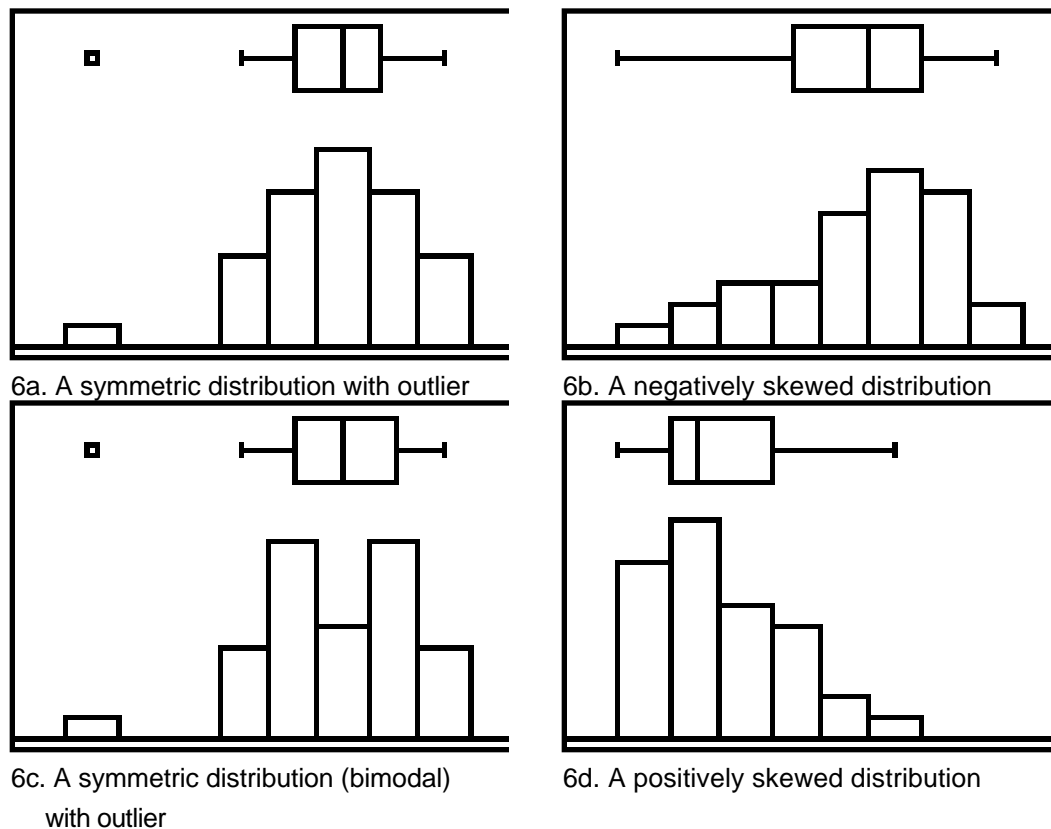 6a. A symmetric distribution with outlier
6b. A negatively skewed distribution
6c. A symmetric distribution (bimodal)
with outlier
6d. A positively skewed distribution